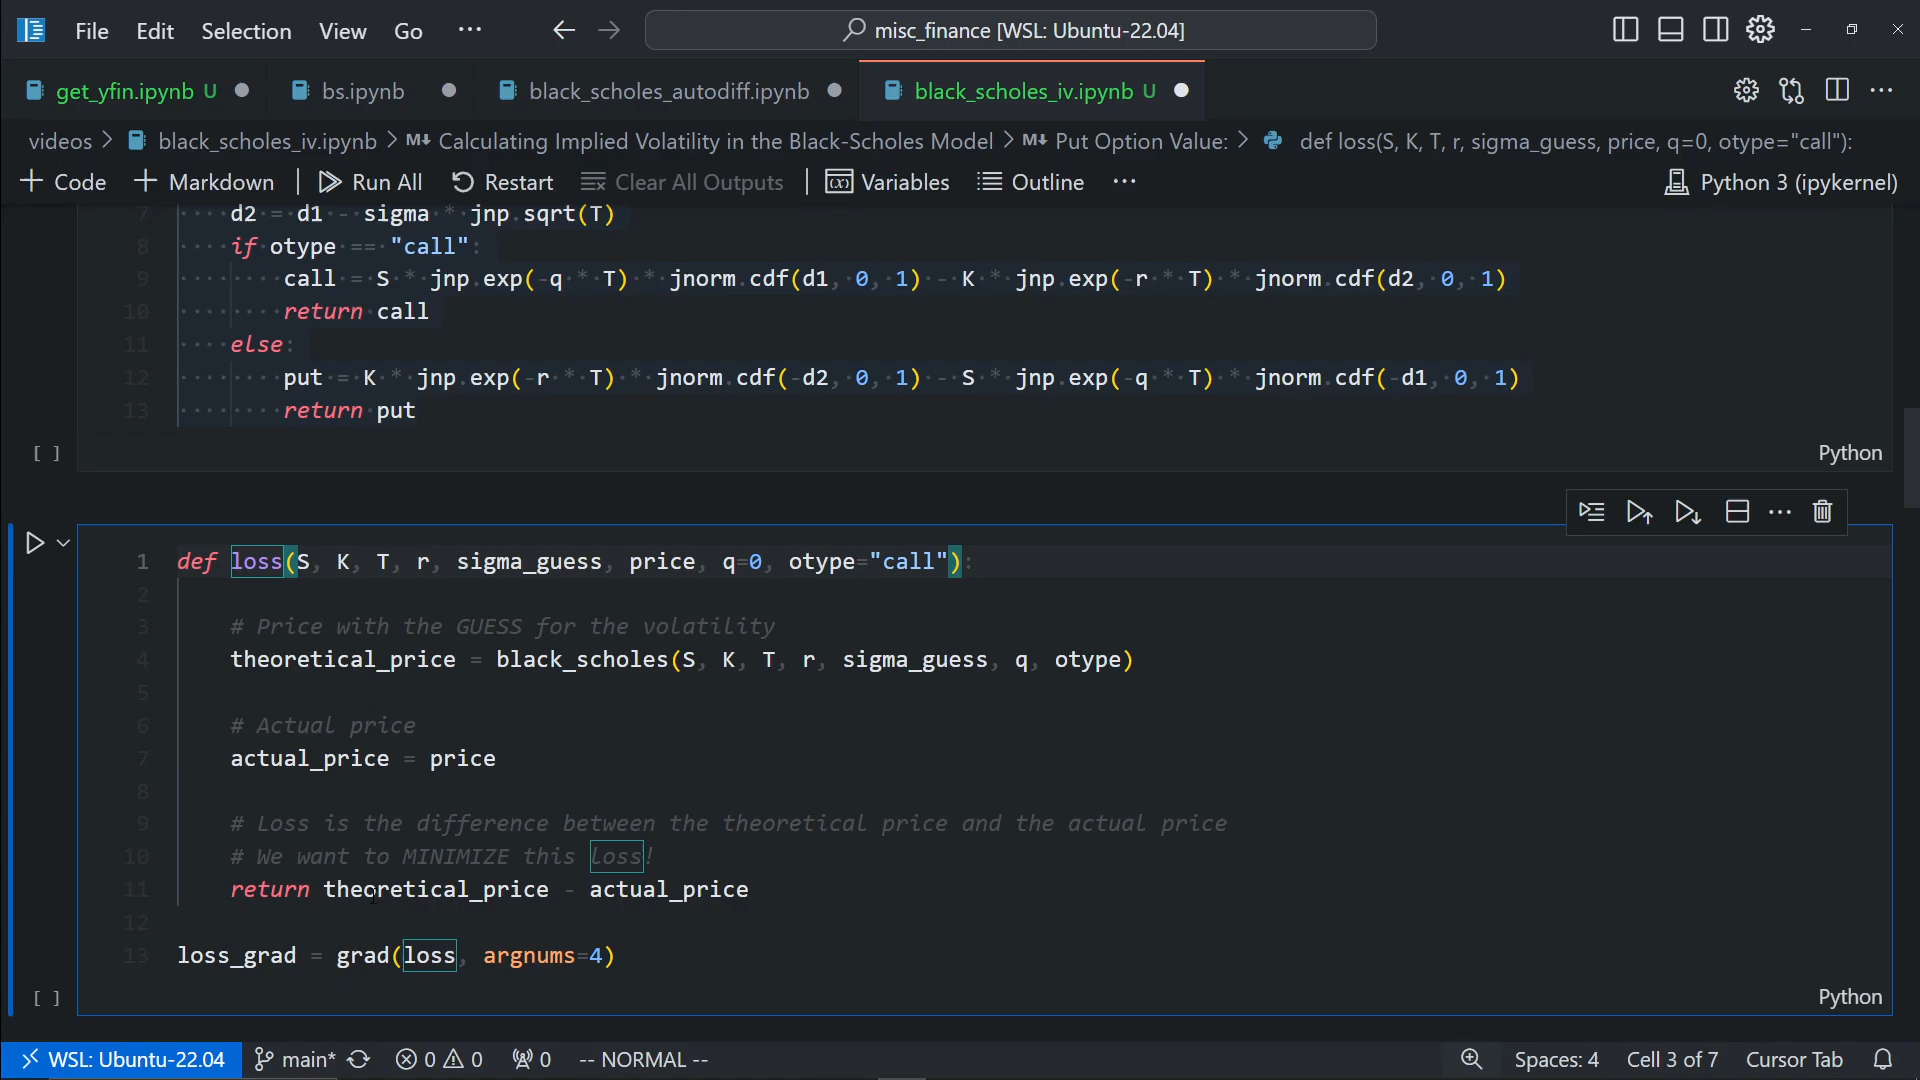 File Edit Selection View Go ··· misc_finance [WSL: Ubuntu-22.04]
get_yfin.ipynb U bs.ipynb black_scholes_autodiff.ipynb black_scholes_iv.ipynb U
videos > black_scholes_iv.ipynb > M↓ Calculating Implied Volatility in the Black-Scholes Model > M↓ Put Option Value: > def loss(S, K, T, r, sigma_guess, price, q=0, otype="call"):
+ Code + Markdown | Run All Restart Clear All Outputs | Variables Outline ··· Python 3 (ipykernel)
7 d2 = d1 - sigma * jnp.sqrt(T)
8 if otype == "call":
9 call = S * jnp.exp(-q * T) * jnorm.cdf(d1, 0, 1) - K * jnp.exp(-r * T) * jnorm.cdf(d2, 0, 1)
10 return call
11 else:
12 put = K * jnp.exp(-r * T) * jnorm.cdf(-d2, 0, 1) - S * jnp.exp(-q * T) * jnorm.cdf(-d1, 0, 1)
13 return put
[ ] Python
1 def loss(S, K, T, r, sigma_guess, price, q=0, otype="call"):
2
3 # Price with the GUESS for the volatility
4 theoretical_price = black_scholes(S, K, T, r, sigma_guess, q, otype)
5
6 # Actual price
7 actual_price = price
8
9 # Loss is the difference between the theoretical price and the actual price
10 # We want to MINIMIZE this loss!
11 return theoretical_price - actual_price
12
13 loss_grad = grad(loss, argnums=4)
[ ] Python
WSL: Ubuntu-22.04 main* 0 0 0 -- NORMAL -- Spaces: 4 Cell 3 of 7 Cursor Tab